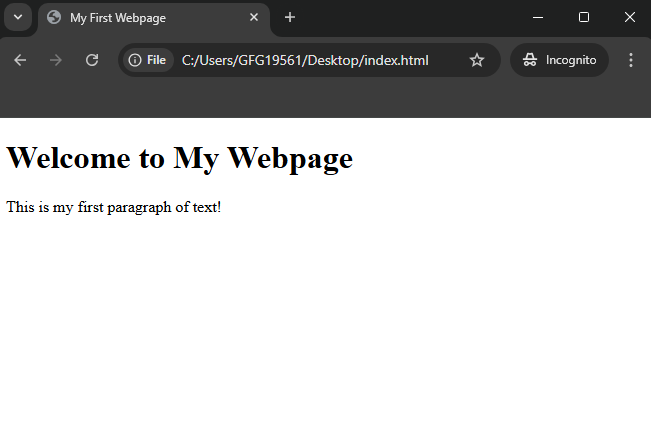 My First Webpage
File C:/Users/GFG19561/Desktop/index.html Incognito
Welcome to My Webpage
This is my first paragraph of text!